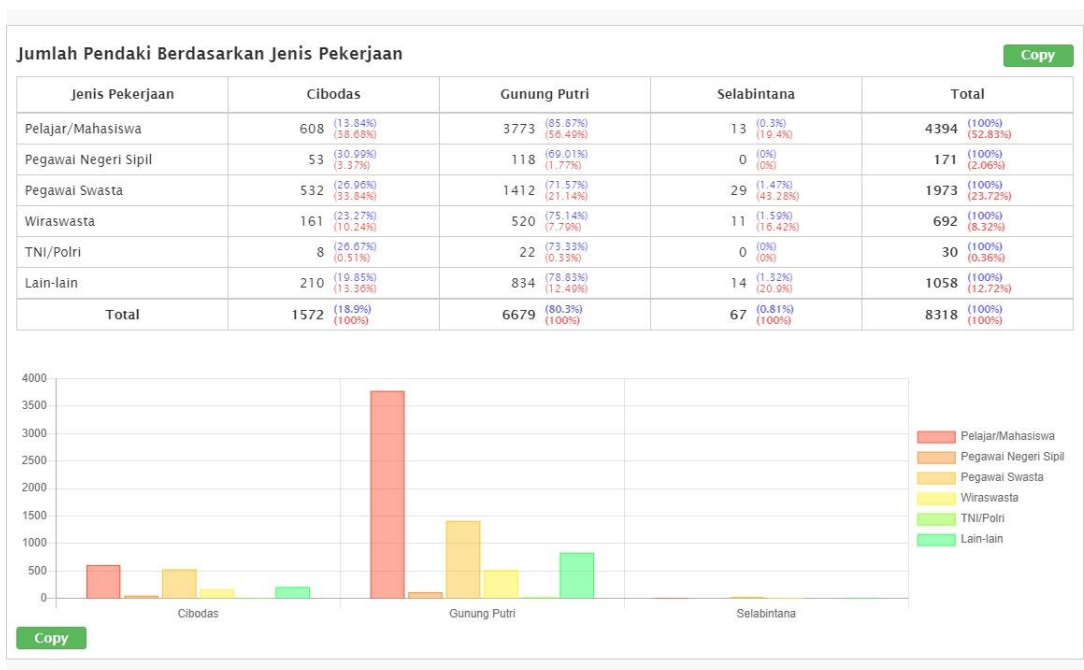 Jumlah Pendaki Berdasarkan Jenis Pekerjaan
Copy
Jenis Pekerjaan Cibodas Gunung Putri Selabintana Total
Pelajar/Mahasiswa 608 (13.84%) (38.68%) 3773 (85.87%) (56.49%) 13 (0.3%) (19.4%) 4394 (100%) (52.83%)
Pegawai Negeri Sipil 53 (30.99%) (3.37%) 118 (69.01%) (1.77%) 0 (0%) (0%) 171 (100%) (2.06%)
Pegawai Swasta 532 (26.96%) (33.84%) 1412 (71.57%) (21.14%) 29 (1.47%) (43.28%) 1973 (100%) (23.72%)
Wiraswasta 161 (23.27%) (10.24%) 520 (75.14%) (7.79%) 11 (1.59%) (16.42%) 692 (100%) (8.32%)
TNI/Polri 8 (26.67%) (0.51%) 22 (73.33%) (0.33%) 0 (0%) (0%) 30 (100%) (0.36%)
Lain-lain 210 (19.85%) (13.36%) 834 (78.83%) (12.49%) 14 (1.32%) (20.9%) 1058 (100%) (12.72%)
Total 1572 (18.9%) (100%) 6679 (80.3%) (100%) 67 (0.81%) (100%) 8318 (100%) (100%)
4000
3500
3000
2500
2000
1500
1000
500
0
Cibodas Gunung Putri Selabintana
Pelajar/Mahasiswa
Pegawai Negeri Sipil
Pegawai Swasta
Wiraswasta
TNI/Polri
Lain-lain
Copy